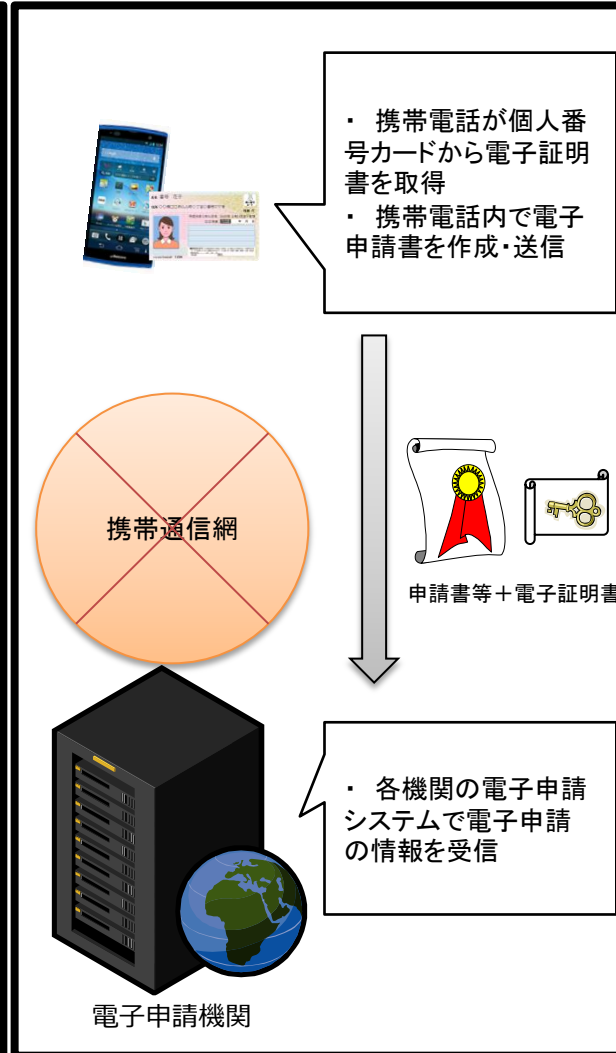 ・ 携帯電話が個人番
号カードから電子証明
書を取得
・ 携帯電話内で電子
申請書を作成・送信
携帯通信網
申請書等＋電子証明書
・ 各機関の電子申請
システムで電子申請
の情報を受信
電子申請機関